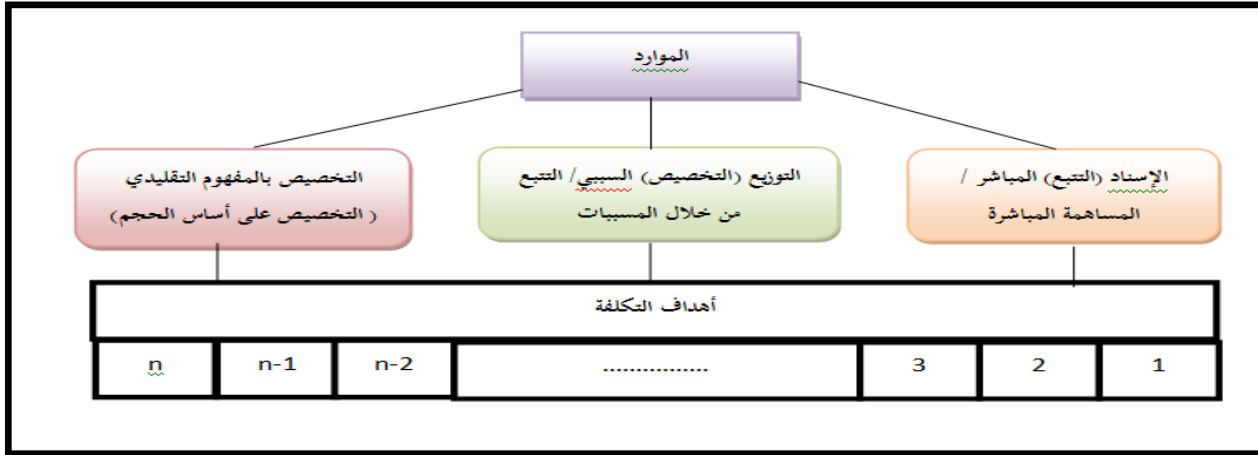 الموارد
الإسناد (التتبع) المباشر /
المساهمة المباشرة
التوزيع (التخصيص) السببي/ التتبع
من خلال المسببات
التخصيص بالمفهوم التقليدي
( التخصيص على أساس الحجم)
أهداف التكلفة
1
2
3
................
n-2
n-1
n